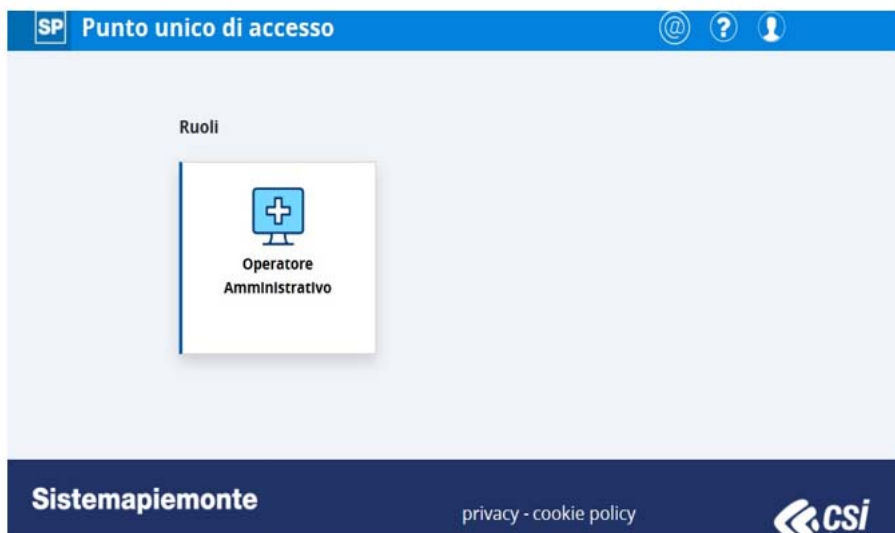 SP Punto unico di accesso @ ?
Ruoli
Operatore
Amministrativo
Sistemapiemonte
privacy - cookie policy
csi